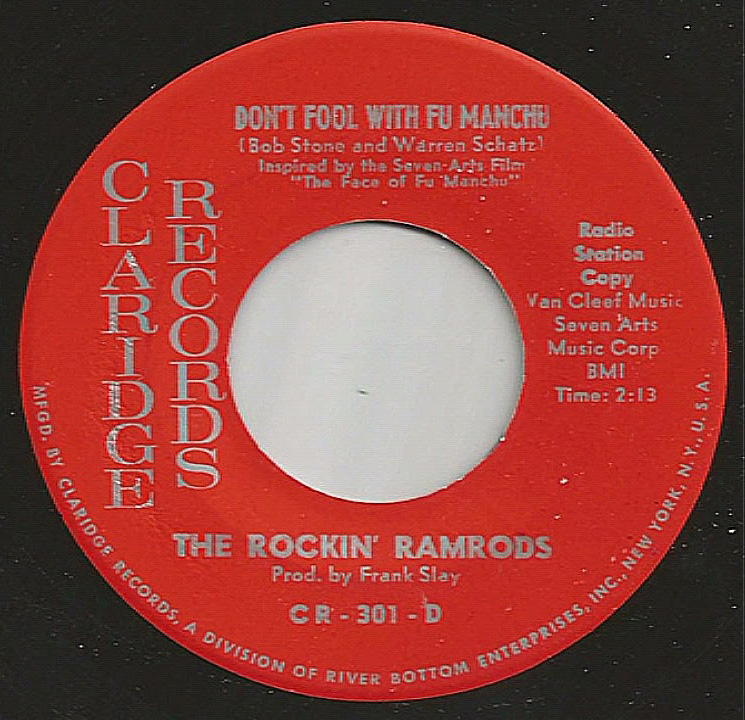 DON'T FOOL WITH FU MANCHU
(Bob Stone and Warren Schatz)
Inspired by the Seven-Arts Film
"The Face of Fu Manchu"
CLARIDGE
RECORDS
Radio
Station
Copy
Van Cleef Music
Seven Arts
Music Corp
BMI
Time: 2:13
THE ROCKIN' RAMRODS
Prod. by Frank Slay
CR-301-D
MFGD. BY CLARIDGE RECORDS, A DIVISION OF RIVER BOTTOM ENTERPRISES, INC., NEW YORK, N.Y., U.S.A.